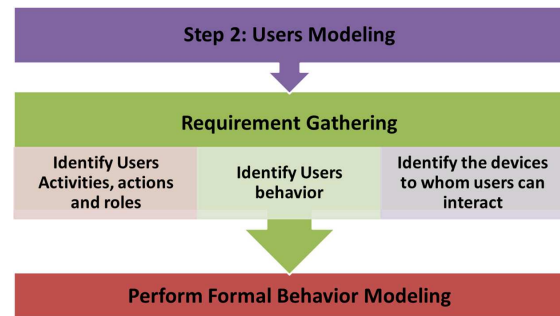 Step 2: Users Modeling
Requirement Gathering
Identify Users
Activities, actions
and roles
Identify Users
behavior
Identify the devices
to whom users can
interact
Perform Formal Behavior Modeling